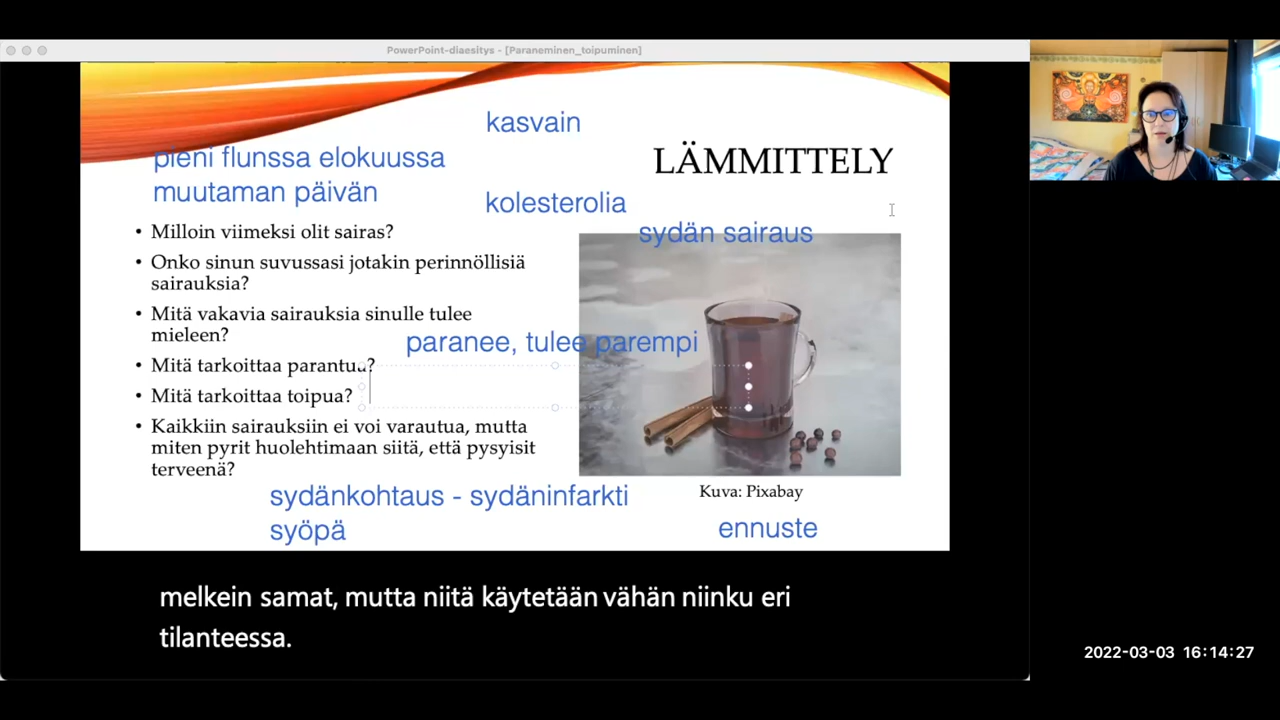 PowerPoint-diaesitys - [Paraneminen_toipuminen]
kasvain
LÄMMITTELY
pieni flunssa elokuussa
muutaman päivän
kolesterolia
sydän sairaus
• Milloin viimeksi olit sairas?
• Onko sinun suvussasi jotakin perinnöllisiä
sairauksia?
• Mitä vakavia sairauksia sinulle tulee
mieleen?
paranee, tulee parempi
• Mitä tarkoittaa parantua?
• Mitä tarkoittaa toipua?
• Kaikkiin sairauksiin ei voi varautua, mutta
miten pyrit huolehtimaan siitä, että pysyisit
terveenä?
sydänkohtaus - sydäninfarkti
syöpä
Kuva: Pixabay
ennuste
melkein samat, mutta niitä käytetään vähän niinku eri
tilanteessa.
2022-03-03 16:14:27